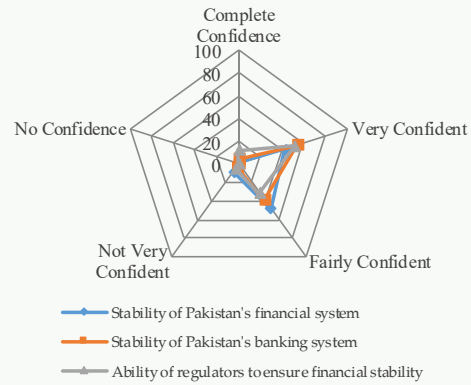 Complete
Confidence
100
80
60
40
20
0
No Confidence
Very Confident
Not Very
Confident
Fairly Confident
Stability of Pakistan's financial system
Stability of Pakistan's banking system
Ability of regulators to ensure financial stability